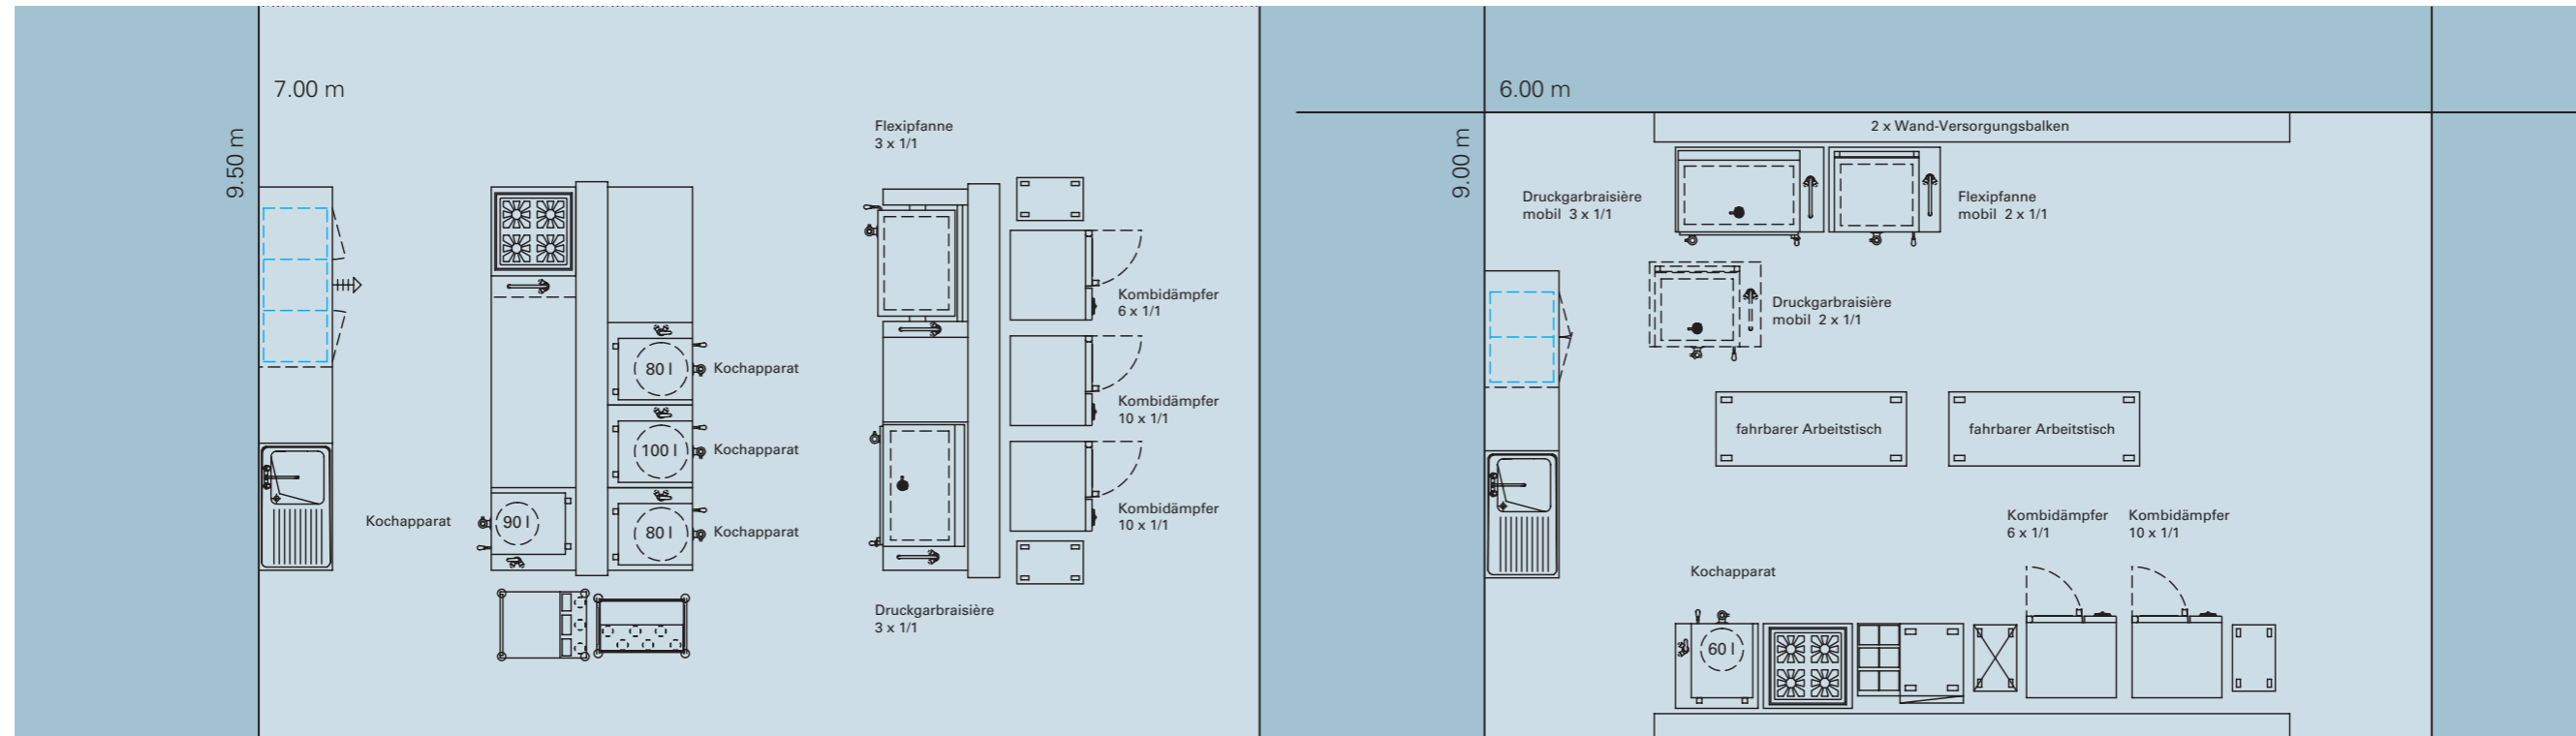 7.00 m
9.50 m
Flexipfanne
3 x 1/1
Kombidämpfer
6 x 1/1
80 l
Kochapparat
Kombidämpfer
10 x 1/1
100 l
Kochapparat
Kochapparat
90 l
80 l
Kochapparat
Kombidämpfer
10 x 1/1
Druckgarbraisière
3 x 1/1
6.00 m
9.00 m
2 x Wand-Versorgungsbalken
Druckgarbraisière
mobil 3 x 1/1
Flexipfanne
mobil 2 x 1/1
Druckgarbraisière
mobil 2 x 1/1
fahrbarer Arbeitstisch
fahrbarer Arbeitstisch
Kombidämpfer
6 x 1/1
Kombidämpfer
10 x 1/1
Kochapparat
60 l